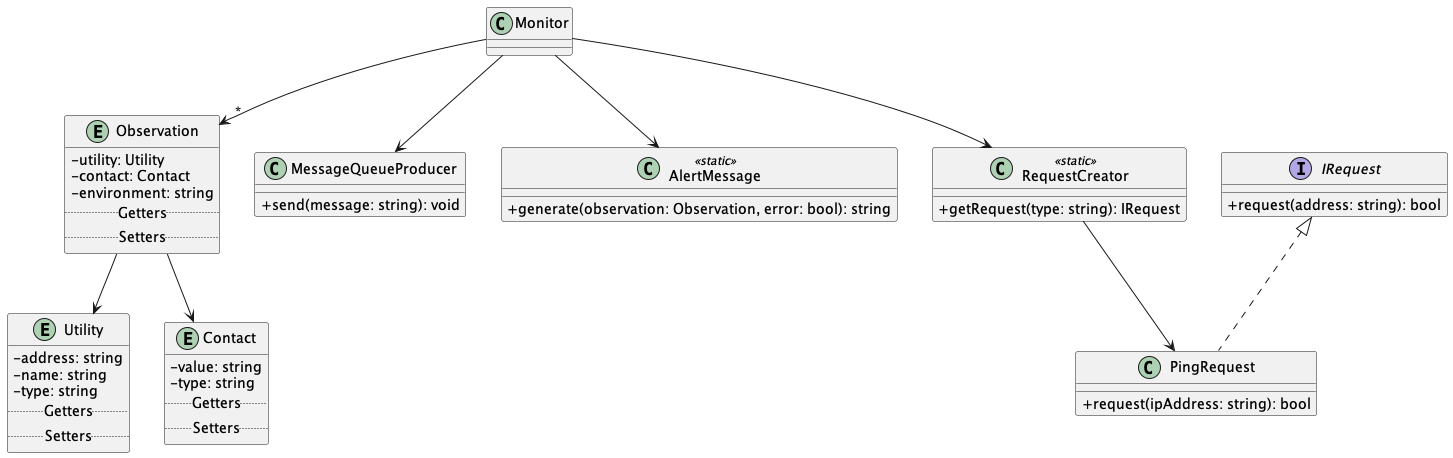 C Monitor
*
E Observation
-utility: Utility
-contact: Contact
-environment: string
Getters
Setters
C MessageQueueProducer
+send(message: string): void
C «static»
AlertMessage
+generate(observation: Observation, error: bool): string
C «static»
RequestCreator
+getRequest(type: string): IRequest
I IRequest
+request(address: string): bool
E Utility
-address: string
-name: string
-type: string
Getters
Setters
E Contact
-value: string
-type: string
Getters
Setters
C PingRequest
+request(ipAddress: string): bool